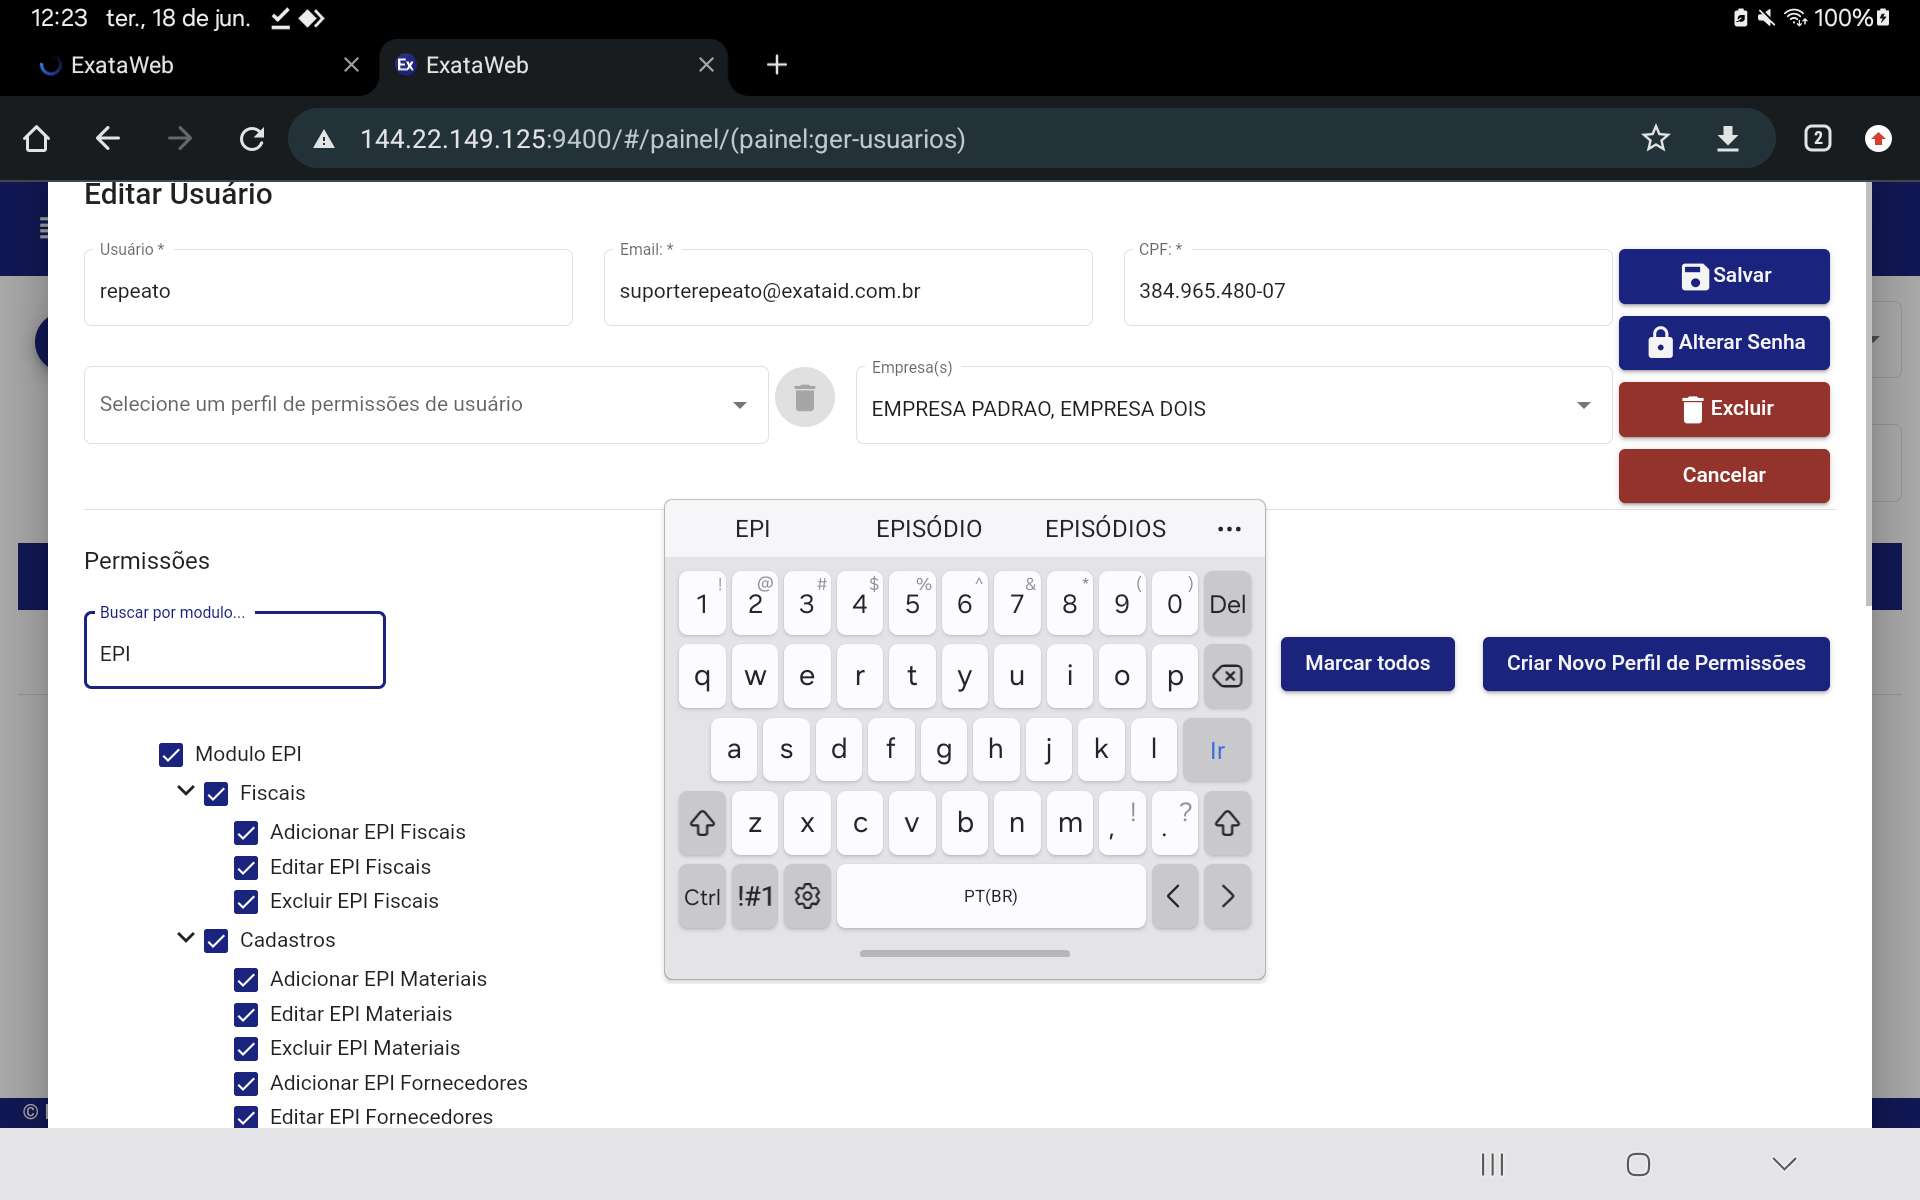 12:23 ter., 18 de jun. 100%
ExataWeb
Ex ExataWeb
144.22.149.125:9400/#/painel/(painel:ger-usuarios)
2
Editar Usuário
Usuário *
repeato
Email: *
suporterepeato@exataid.com.br
CPF: *
384.965.480-07
Salvar
Alterar Senha
Excluir
Cancelar
Selecione um perfil de permissões de usuário
Empresa(s)
EMPRESA PADRAO, EMPRESA DOIS
Permissões
Buscar por modulo...
EPI
Marcar todos
Criar Novo Perfil de Permissões
Modulo EPI
Fiscais
Adicionar EPI Fiscais
Editar EPI Fiscais
Excluir EPI Fiscais
Cadastros
Adicionar EPI Materiais
Editar EPI Materiais
Excluir EPI Materiais
Adicionar EPI Fornecedores
Editar EPI Fornecedores
EPI EPISÓDIO EPISÓDIOS
! @ # $ % ^ & * ( )
1 2 3 4 5 6 7 8 9 0 Del
q w e r t y u i o p
a s d f g h j k l Ir
z x c v b n m , ! . ?
Ctrl !#1 PT(BR) < >
©